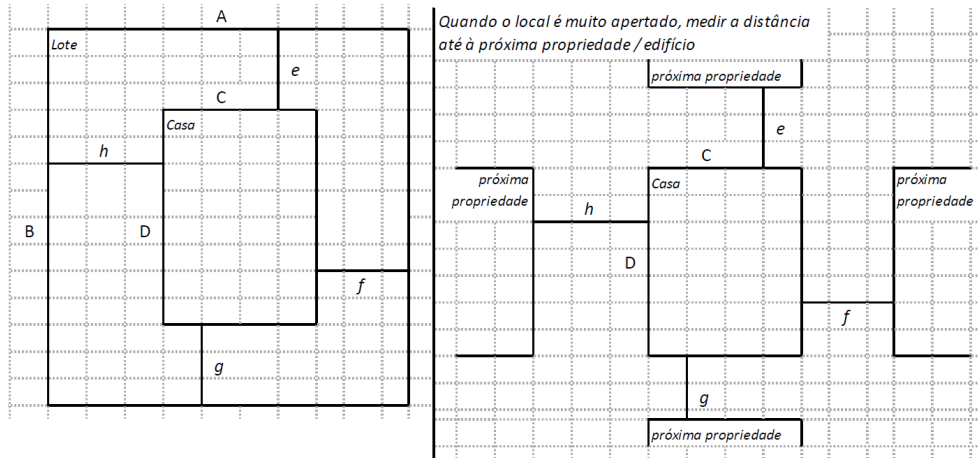 A
Lote
e
C
Casa
h
B
D
f
g
Quando o local é muito apertado, medir a distância
até à próxima propriedade / edifício
próxima propriedade
e
C
próxima
propriedade
Casa
próxima
propriedade
h
D
f
g
próxima propriedade